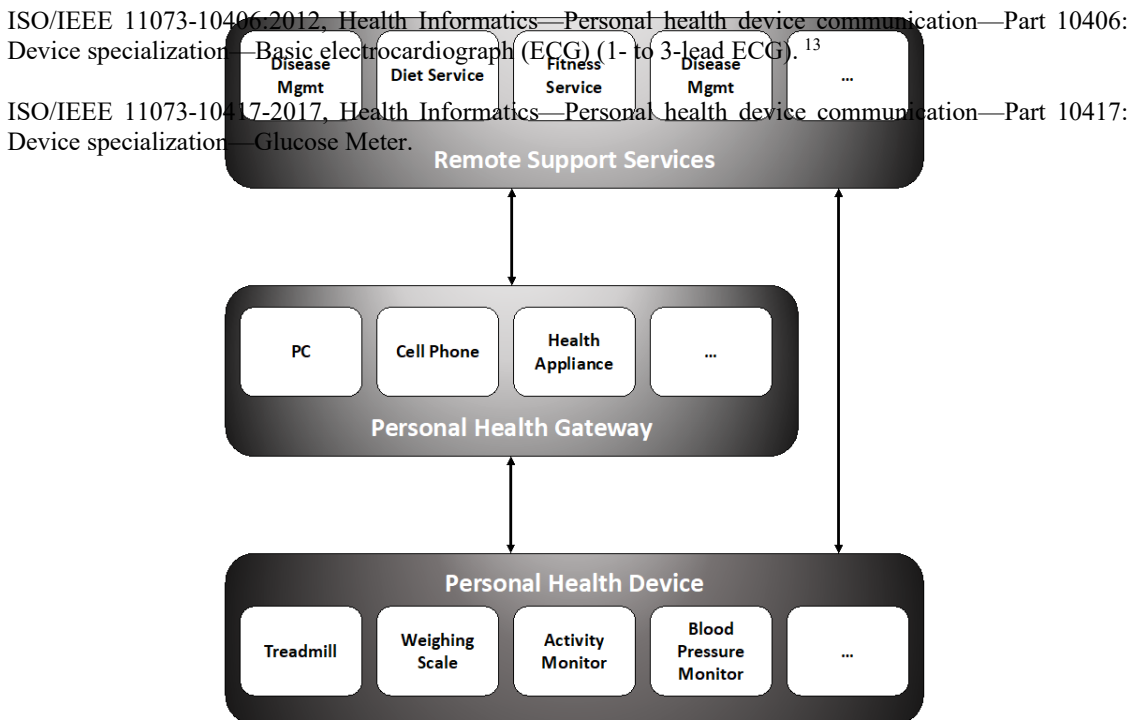 ISO/IEEE 11073-10406:2012, Health Informatics—Personal health device communication—Part 10406:
Device specialization—Basic electrocardiograph (ECG) (1- to 3-lead ECG). 13
ISO/IEEE 11073-10417-2017, Health Informatics—Personal health device communication—Part 10417:
Device specialization—Glucose Meter.
Disease
Mgmt
Diet Service
Fitness
Service
Disease
Mgmt
...
Remote Support Services
PC
Cell Phone
Health
Appliance
...
Personal Health Gateway
Personal Health Device
Treadmill
Weighing
Scale
Activity
Monitor
Blood
Pressure
Monitor
...